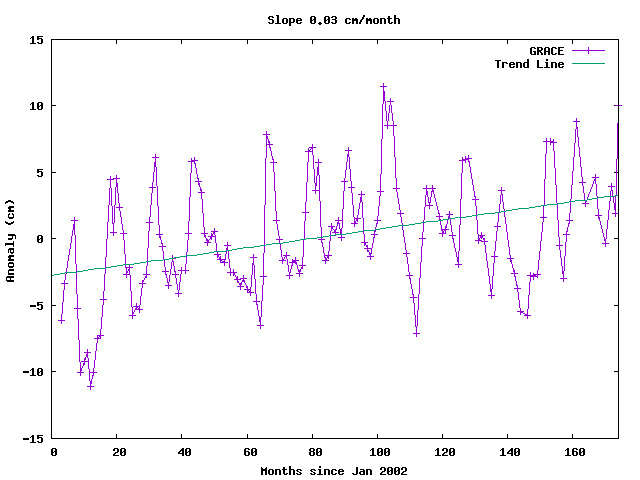 Slope 0.03 cm/month
GRACE
Trend Line
15
10
5
0
-5
-10
-15
Anomaly (cm)
0 20 40 60 80 100 120 140 160
Months since Jan 2002